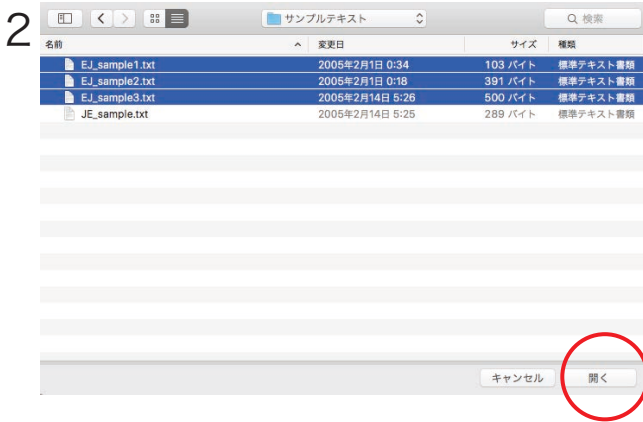 2
サンプルテキスト 検索
名前 変更日 サイズ 種類
EJ_sample1.txt 2005年2月1日 0:34 103 バイト 標準テキスト書類
EJ_sample2.txt 2005年2月1日 0:18 391 バイト 標準テキスト書類
EJ_sample3.txt 2005年2月14日 5:26 500 バイト 標準テキスト書類
JE_sample.txt 2005年2月14日 5:25 289 バイト 標準テキスト書類
キャンセル 開く